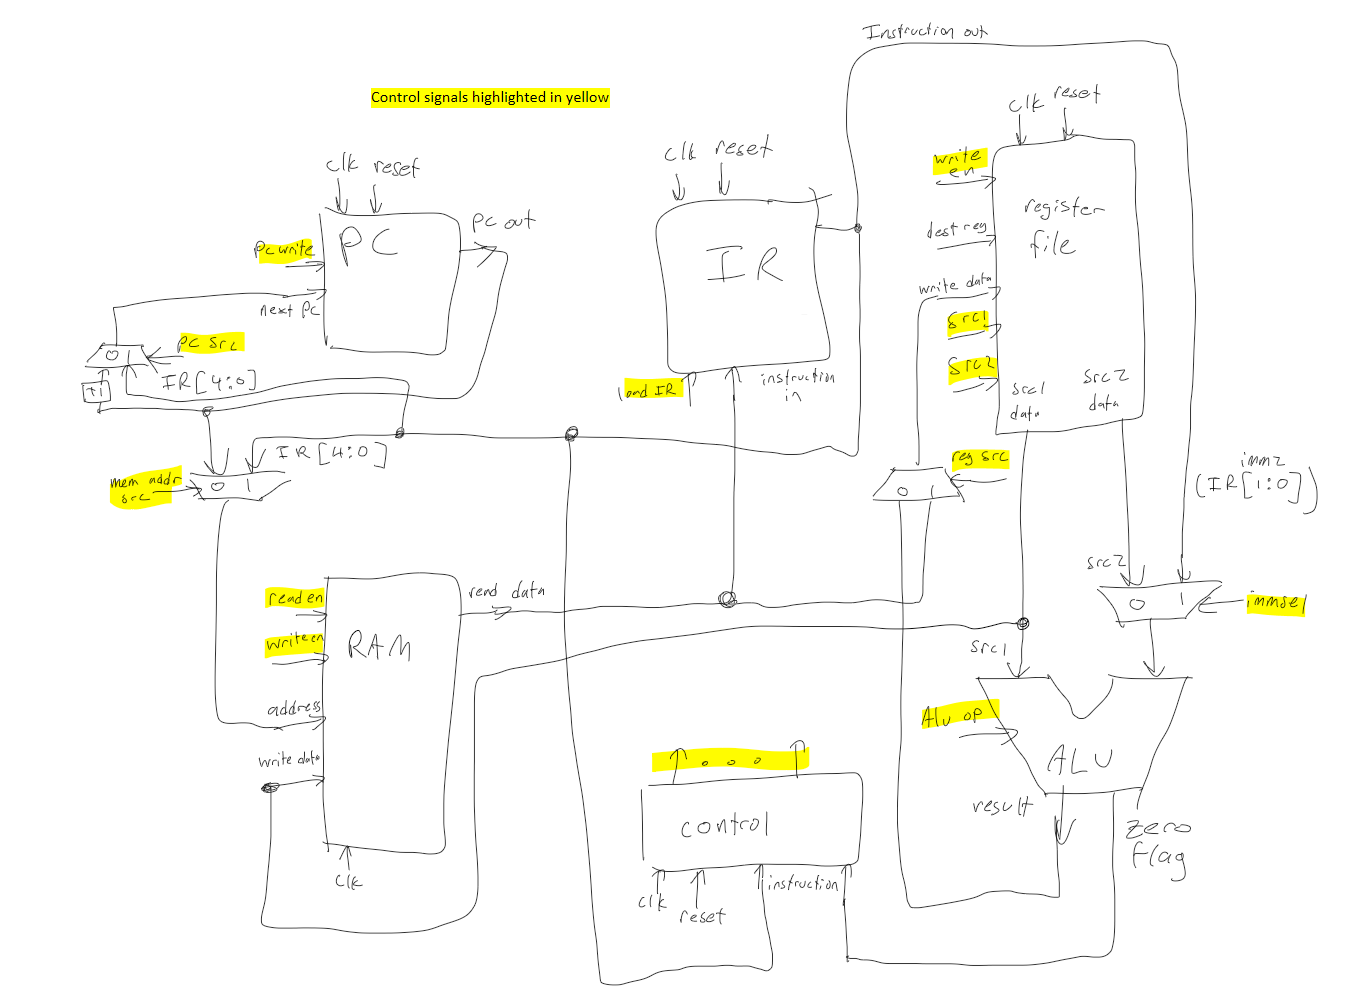 Instruction out
Control signals highlighted in yellow
clk reset
PC
PC write
next PC
PC out
PC src
0 1
+1
IR[4:0]
IR[4:0]
mem addr
src
0 1
clk reset
IR
load IR
instruction
in
clk reset
write
en
dest reg
write data
src1
src2
register
file
src1
data
src2
data
reg src
0 1
imm2
(IR[1:0])
src2
0 1
immsel
read en
write en
address
write data
RAM
clk
read data
src1
Alu op
ALU
result
zero
flag
control
clk
reset
instruction